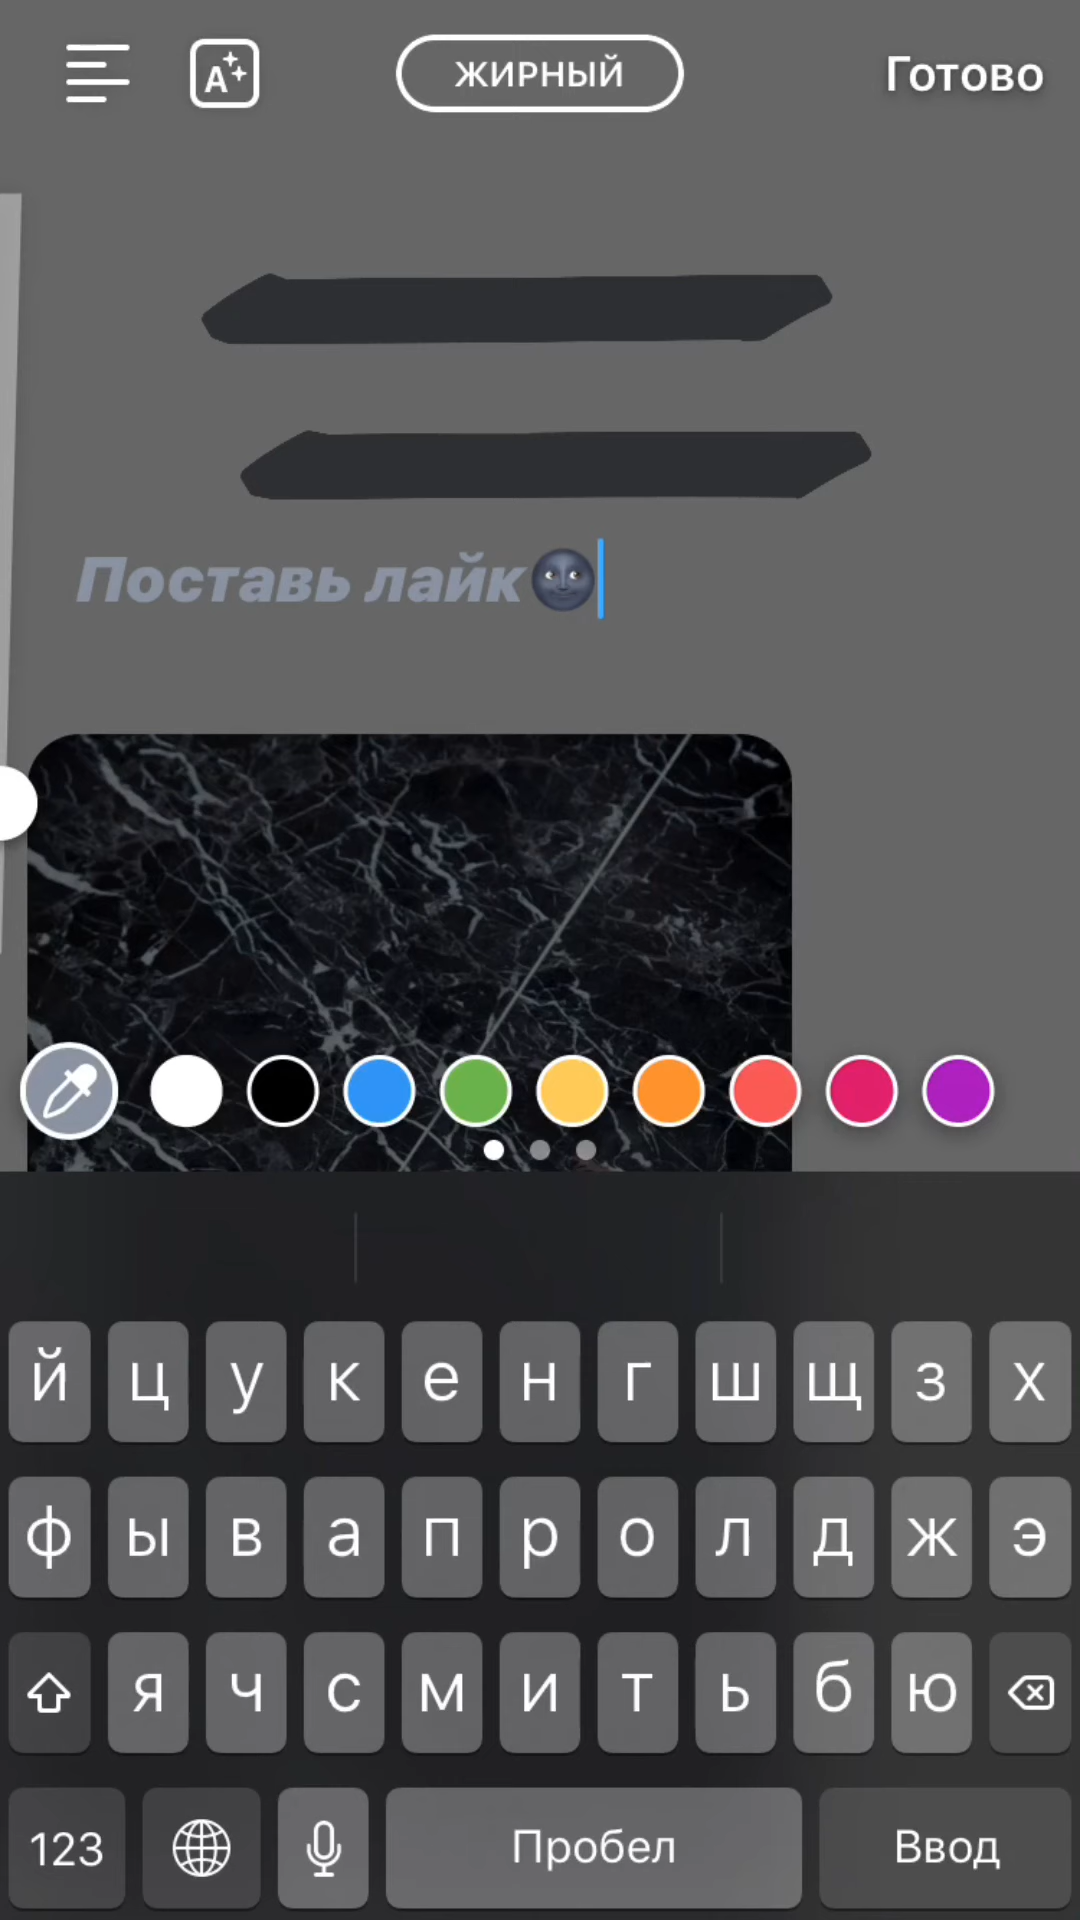 ЖИРНЫЙ
Готово
Поставь лайк🌚
й ц у к е н г ш щ з х
ф ы в а п р о л д ж э
я ч с м и т ь б ю
123 Пробел Ввод